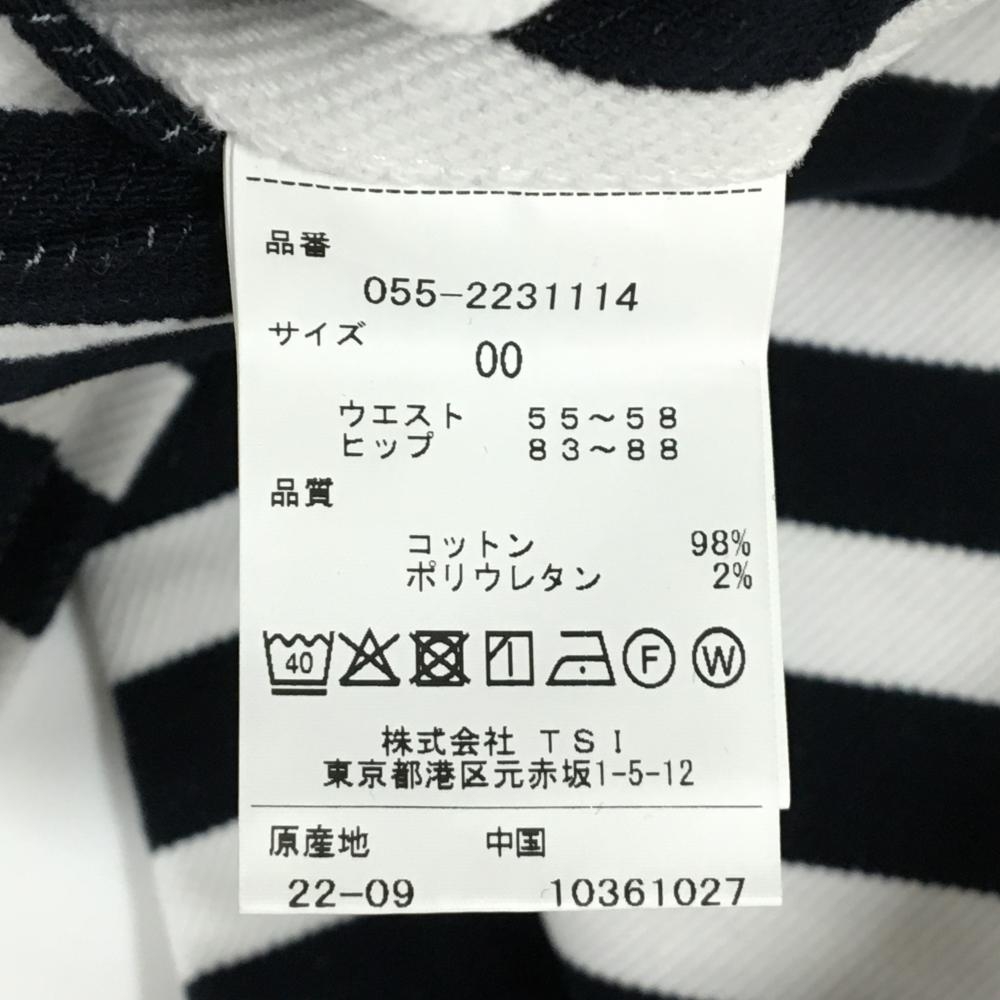 品番
055-2231114
サイズ
00
ウエスト 55～58
ヒップ 83～88
品質
コットン 98%
ポリウレタン 2%
40 F W
株式会社 TSI
東京都港区元赤坂1-5-12
原産地 中国
22-09 10361027